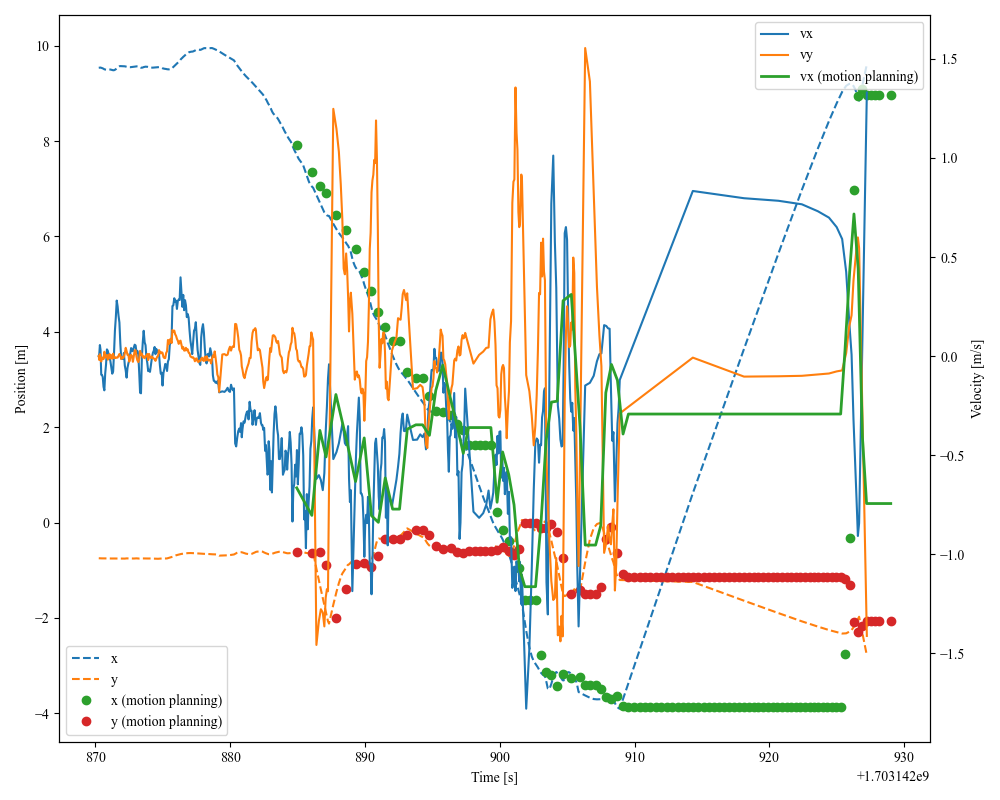 vx
vy
vx (motion planning)
10
8
6
4
2
0
−2
−4
Position [m]
1.5
1.0
0.5
0.0
−0.5
−1.0
−1.5
Velocity [m/s]
x
y
x (motion planning)
y (motion planning)
870
880
890
900
910
920
930
Time [s]
+1.703142e9